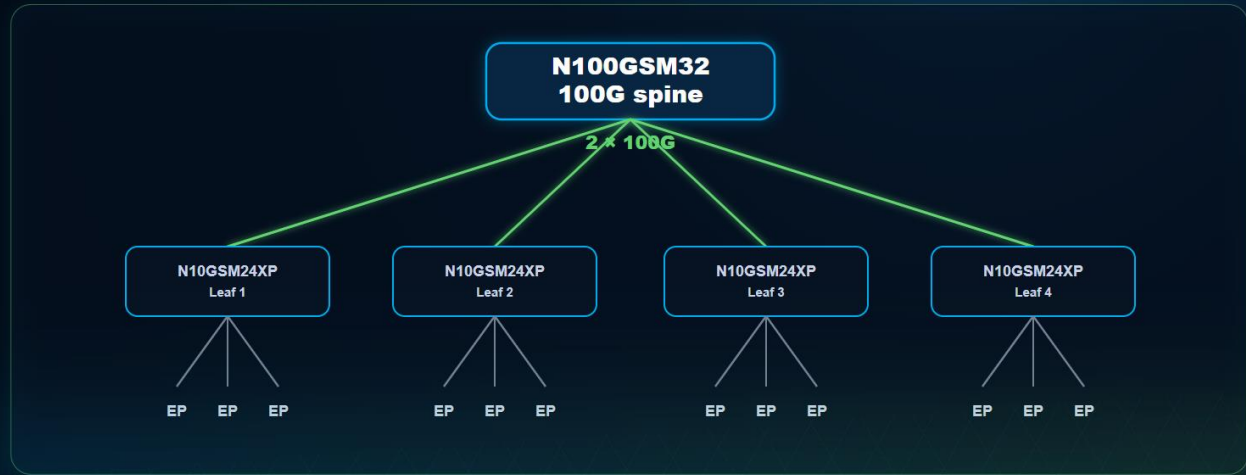 N100GSM32
100G spine
2 × 100G
N10GSM24XP
Leaf 1
N10GSM24XP
Leaf 2
N10GSM24XP
Leaf 3
N10GSM24XP
Leaf 4
EP EP EP
EP EP EP
EP EP EP
EP EP EP